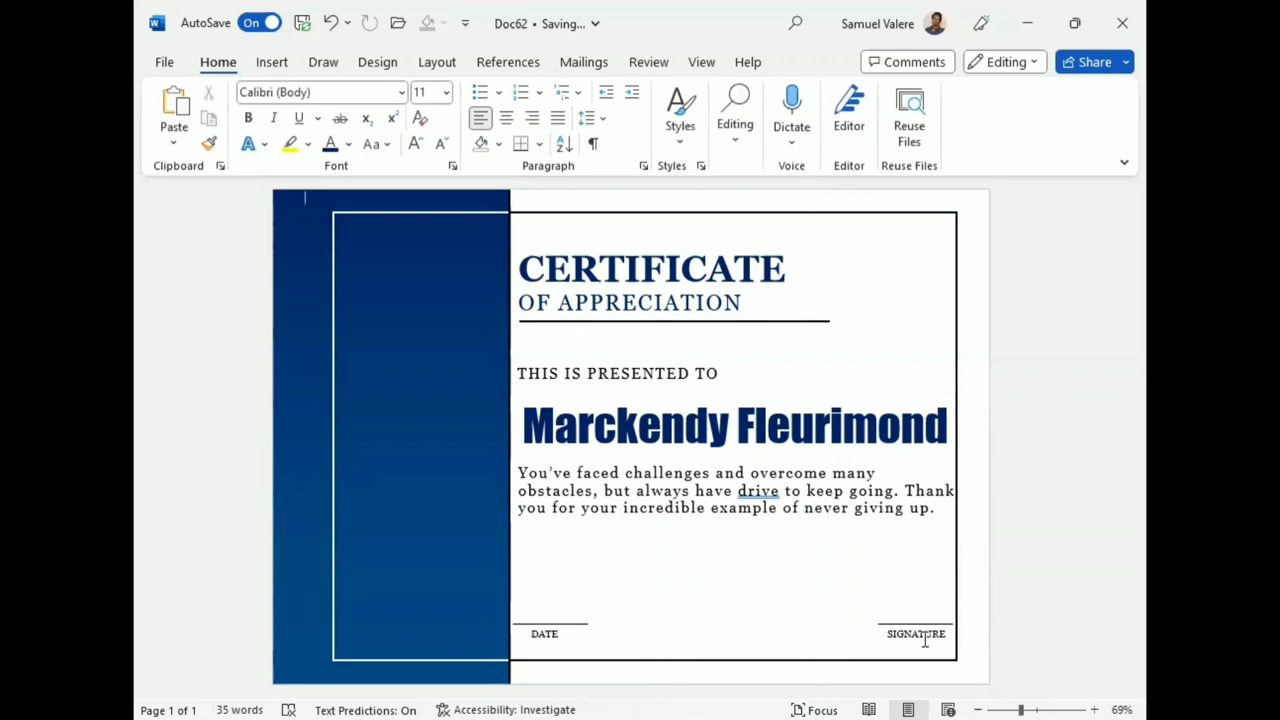 AutoSave On Doc62 • Saving... Samuel Valere
File Home Insert Draw Design Layout References Mailings Review View Help Comments Editing Share
Calibri (Body) 11
Paste B I U ab x₂ x² A Styles Editing Dictate Editor Reuse Files
A A Aa A A
Clipboard Font Paragraph Styles Voice Editor Reuse Files
CERTIFICATE
OF APPRECIATION
THIS IS PRESENTED TO
Marckendy Fleurimond
You've faced challenges and overcome many
obstacles, but always have drive to keep going. Thank
you for your incredible example of never giving up.
DATE SIGNATURE
Page 1 of 1 35 words Text Predictions: On Accessibility: Investigate Focus 69%